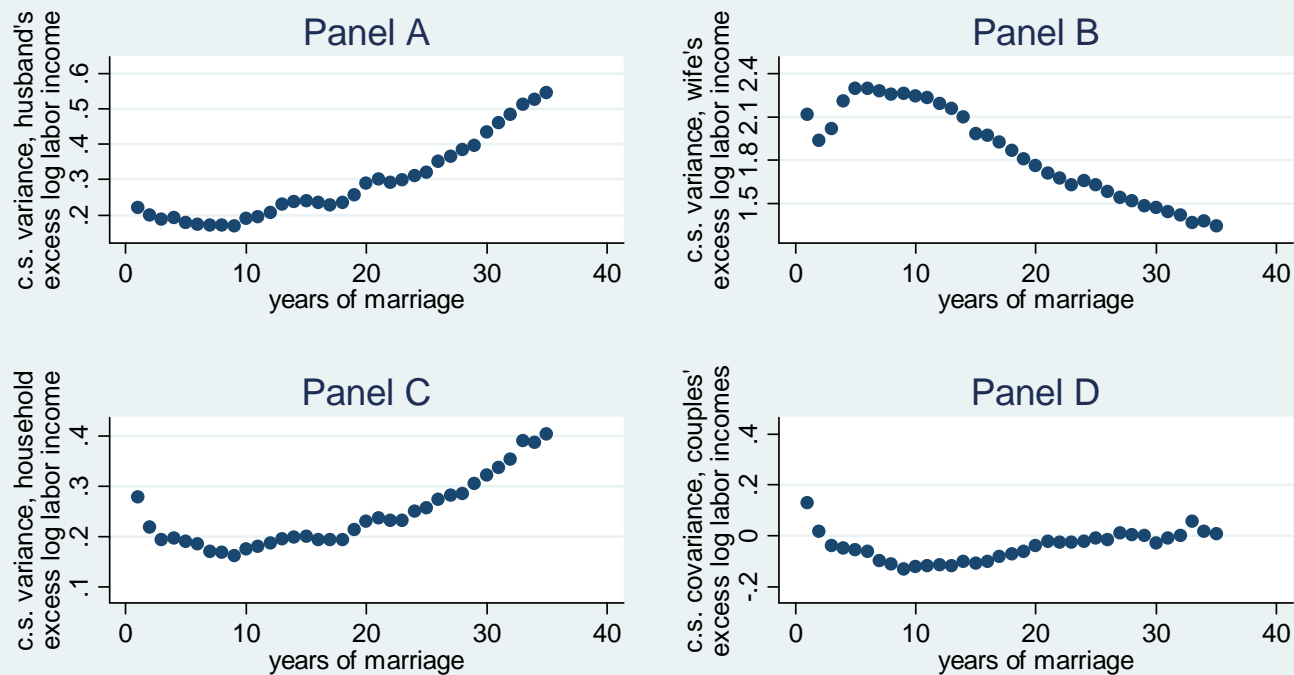 Panel A
c.s. variance, husband's
excess log labor income
.6
.5
.4
.3
.2
0 10 20 30 40
years of marriage
Panel B
c.s. variance, wife's
excess log labor income
2.4
2.1
1.8
1.5
0 10 20 30 40
years of marriage
Panel C
c.s. variance, household
excess log labor income
.4
.3
.2
.1
0 10 20 30 40
years of marriage
Panel D
c.s. covariance, couples'
excess log labor incomes
.4
.2
0
-.2
0 10 20 30 40
years of marriage